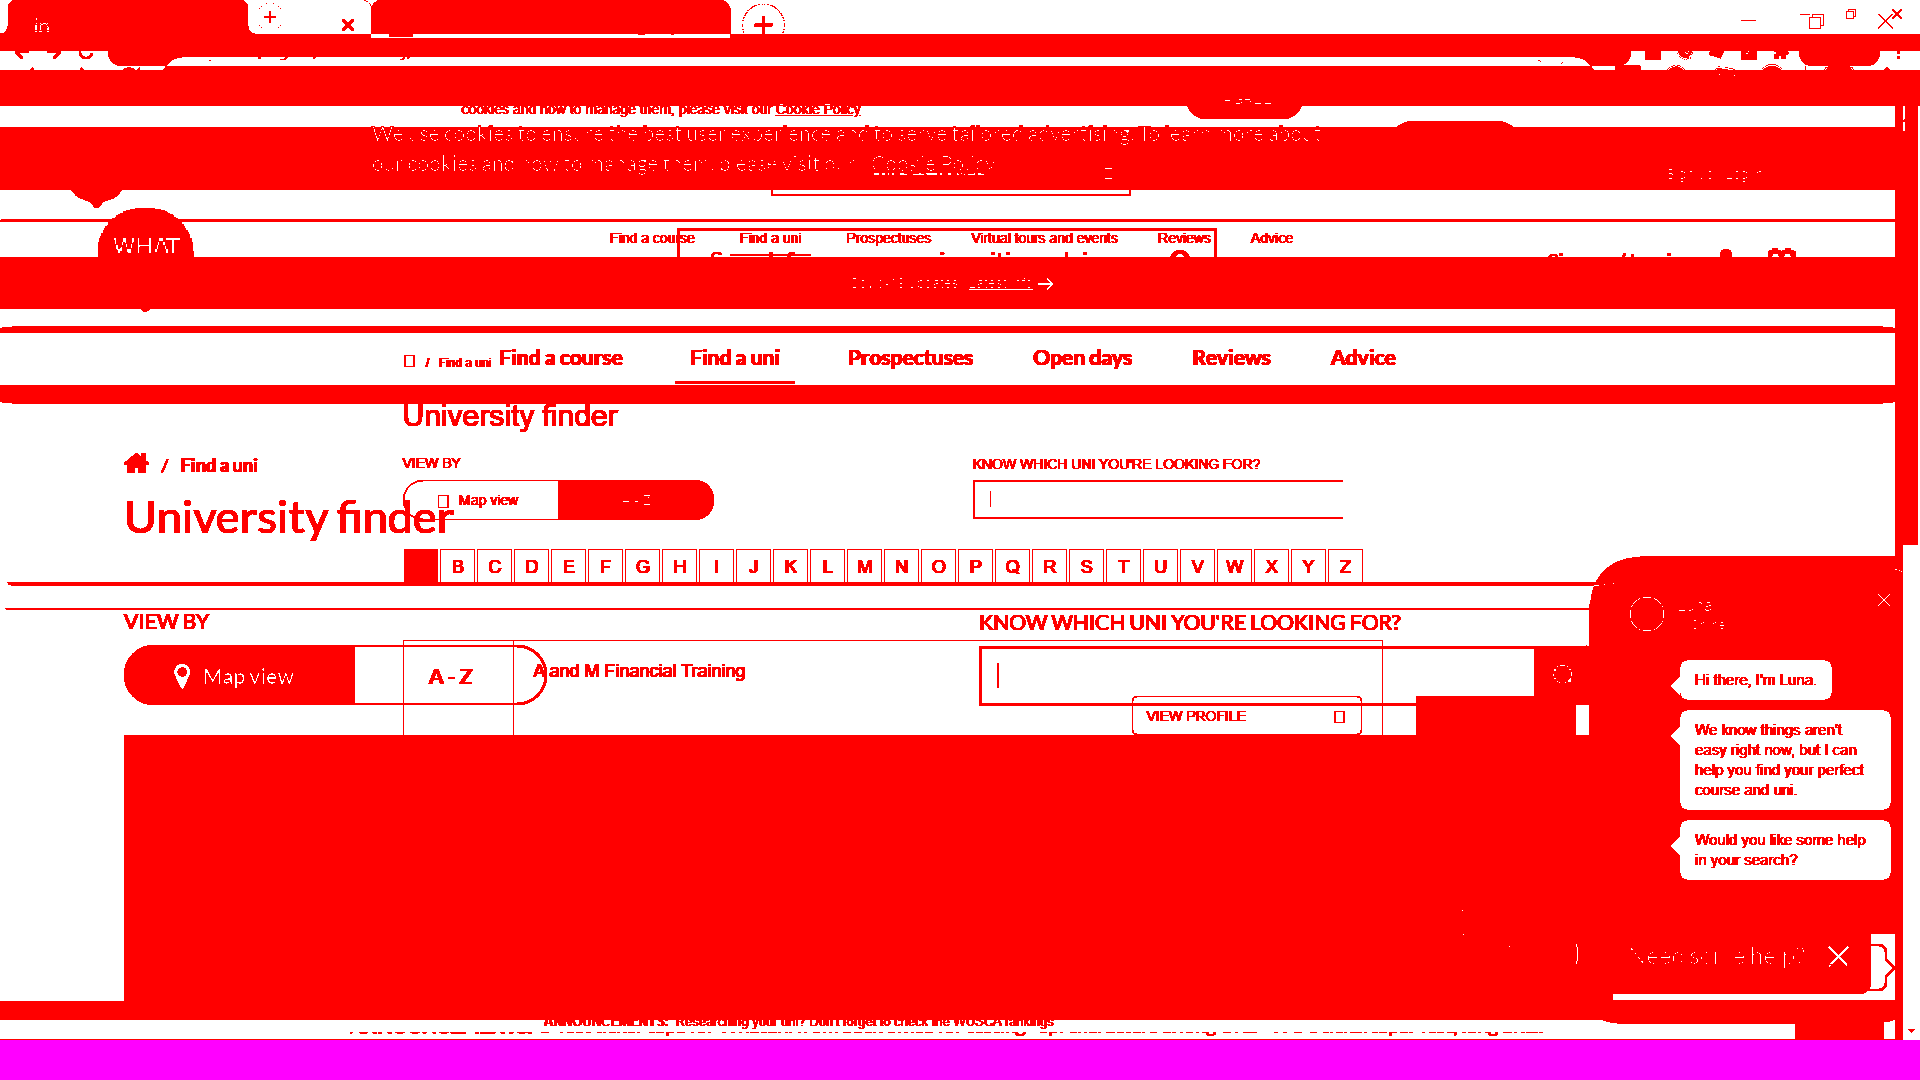 in
cookies and how to manage them, please visit our Cookie Policy
We use cookies to ensure the best user experience and to serve tailored advertising. To learn more about
our cookies and how to manage them please visit our Cookie Policy
WHAT
Find a course Find a uni Prospectuses Virtual tours and events Reviews Advice
Latest info →
/ Find a uni
Find a course Find a uni Prospectuses Open days Reviews Advice
University finder
/ Find a uni
VIEW BY
KNOW WHICH UNI YOU'RE LOOKING FOR?
Map view A - Z
University finder
B C D E F G H I J K L M N O P Q R S T U V W X Y Z
VIEW BY
KNOW WHICH UNI YOU'RE LOOKING FOR?
Map view A - Z
A and M Financial Training
VIEW PROFILE
Luna
Hi there, I'm Luna.
We know things aren't
easy right now, but I can
help you find your perfect
course and uni.
Would you like some help
in your search?
Need some help?
ANNOUNCEMENTS: Researching your uni? Don't forget to check the WUSCA rankings